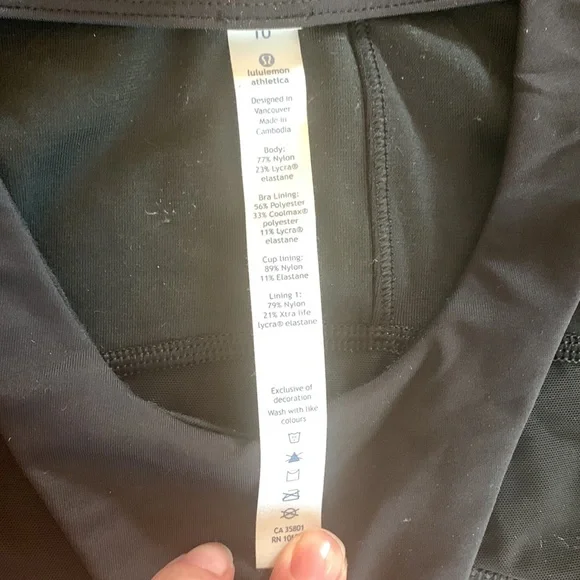 10
lululemon
athletica
Designed in
Vancouver
Made in
Cambodia
Body:
77% Nylon
23% Lycra®
elastane
Bra Lining:
56% Polyester
33% Coolmax®
polyester
11% Lycra®
elastane
Cup lining:
89% Nylon
11% Elastane
Lining 1:
79% Nylon
21% Xtra life
lycra® elastane
Exclusive of
decoration
Wash with like
colours
CA 35801
RN